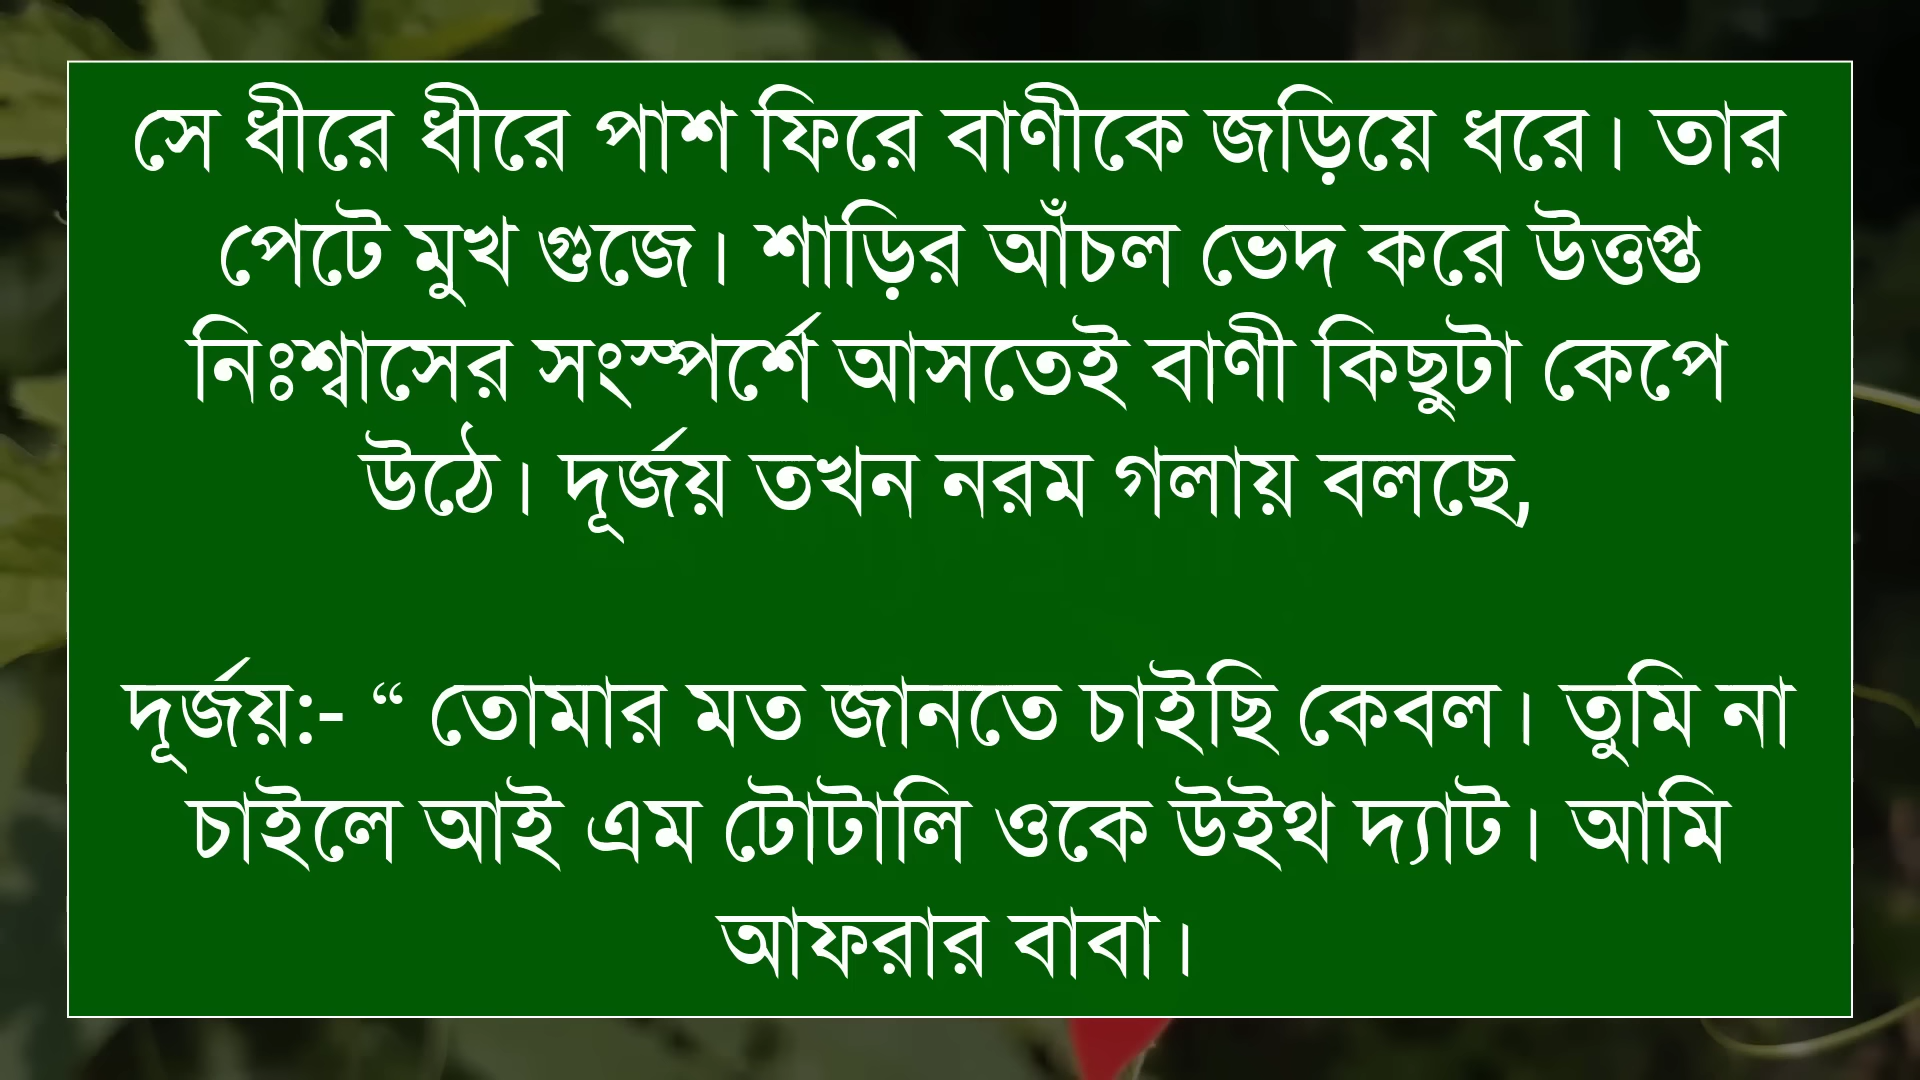 সে ধীরে ধীরে পাশ ফিরে বাণীকে জড়িয়ে ধরে। তার
পেটে মুখ গুজে। শাড়ির আঁচল ভেদ করে উত্তপ্ত
নিঃশ্বাসের সংস্পর্শে আসতেই বাণী কিছুটা কেপে
উঠে। দূর্জয় তখন নরম গলায় বলছে,
দূর্জয়:- “ তোমার মত জানতে চাইছি কেবল। তুমি না
চাইলে আই এম টোটালি ওকে উইথ দ্যাট। আমি
আফরার বাবা।